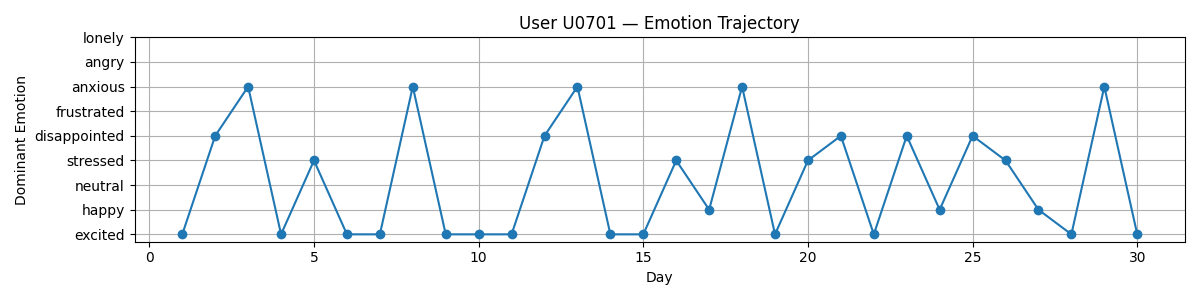 User U0701 — Emotion Trajectory
Dominant Emotion
lonely
angry
anxious
frustrated
disappointed
stressed
neutral
happy
excited
0 5 10 15 20 25 30
Day